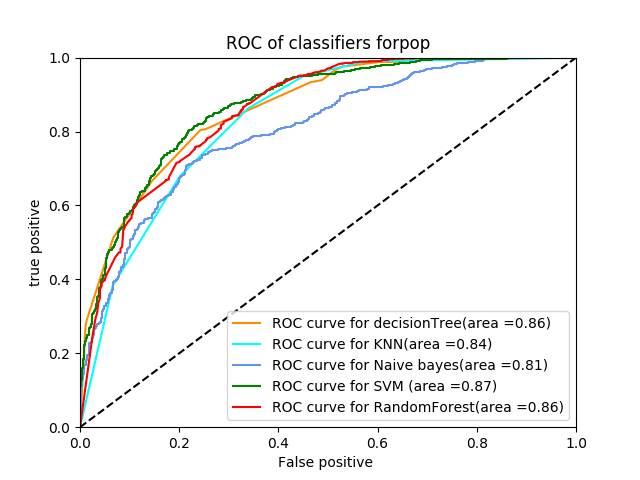 ROC of classifiers forpop
true positive
1.0
0.8
0.6
0.4
0.2
0.0
ROC curve for decisionTree(area =0.86)
ROC curve for KNN(area =0.84)
ROC curve for Naive bayes(area =0.81)
ROC curve for SVM (area =0.87)
ROC curve for RandomForest(area =0.86)
0.0 0.2 0.4 0.6 0.8 1.0
False positive